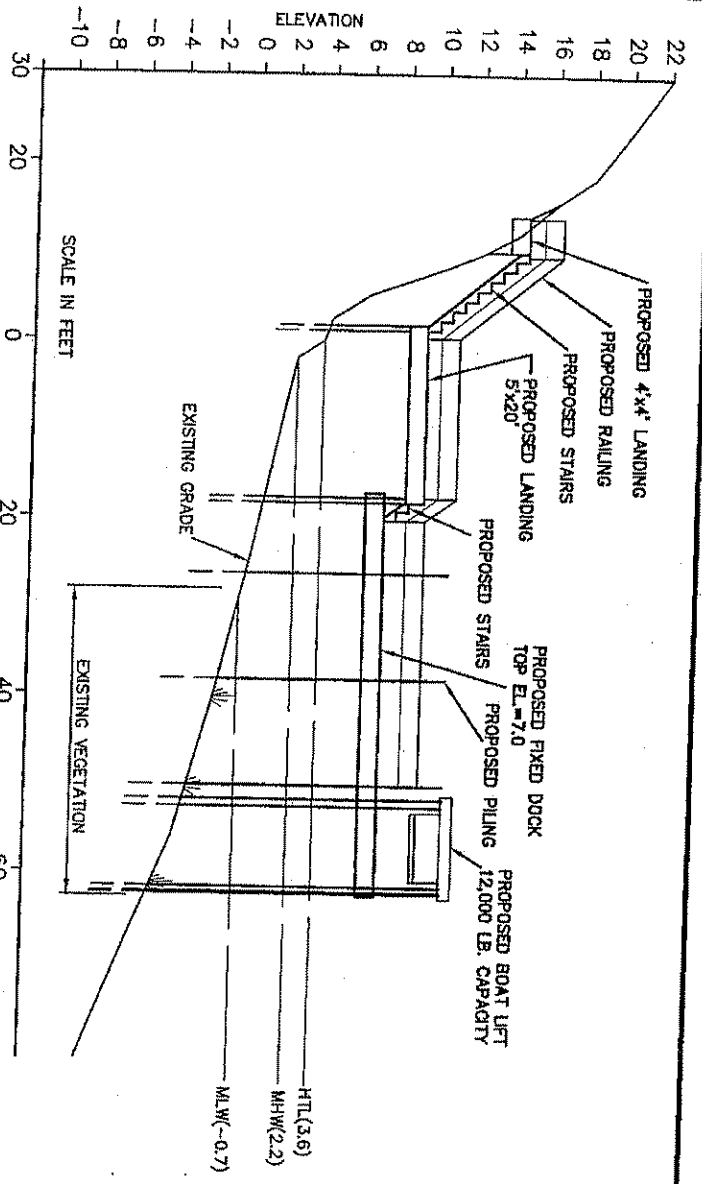 ELEVATION
22
20
18
16
14
12
10
8
6
4
2
0
-2
-4
-6
-8
-10
30
20
0
20
40
60
SCALE IN FEET
PROPOSED 4'x4' LANDING
PROPOSED RAILING
PROPOSED STAIRS
PROPOSED LANDING
5'x20'
PROPOSED STAIRS
PROPOSED FIXED DOCK
TOP EL.=7.0
PROPOSED PILING
PROPOSED BOAT LIFT
12,000 LB. CAPACITY
EXISTING GRADE
EXISTING VEGETATION
HTL(3.6)
MHW(2.2)
MLW(-0.7)